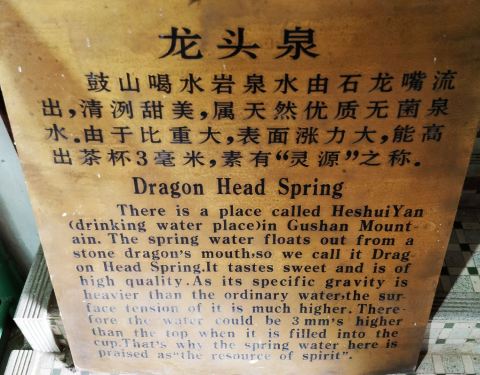 龙头泉
鼓山喝水岩泉水由石龙嘴流
出,清冽甜美,属天然优质无菌泉
水.由于比重大,表面涨力大,能高
出茶杯3毫米,素有“灵源”之称.
Dragon Head Spring
There is a place called HeshuiYan
(drinking water place)in Gushan Mount-
ain. The spring water floats out from a
stone dragon's mouth,so we call it Drag-
on Head Spring.It tastes sweet and is of
high quality. As its specific gravity is
heavier than the ordinary water,the sur-
face tension of it is much higher. There-
fore the water could be 3mm's higher
than the top when it is filled into the
cup.That's why the spring water here is
praised as“the resource of spirit”.